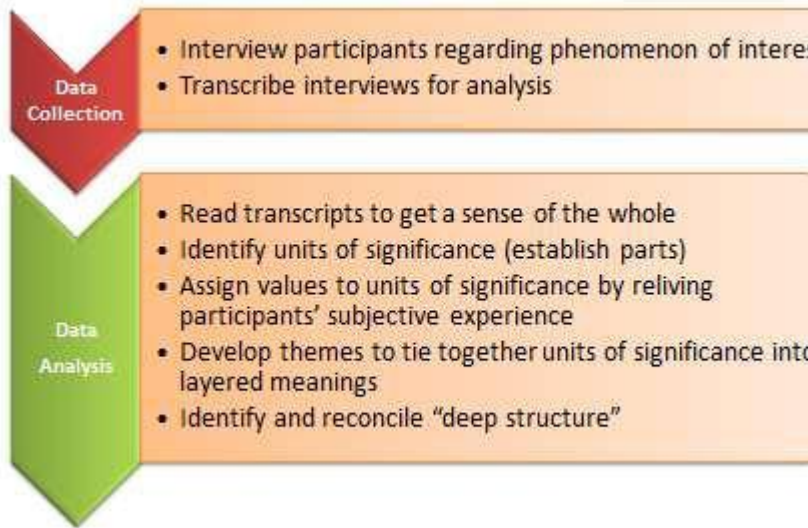 Data
Collection
• Interview participants regarding phenomenon of interes
• Transcribe interviews for analysis
Data
Analysis
• Read transcripts to get a sense of the whole
• Identify units of significance (establish parts)
• Assign values to units of significance by reliving
participants’ subjective experience
• Develop themes to tie together units of significance into
layered meanings
• Identify and reconcile “deep structure”